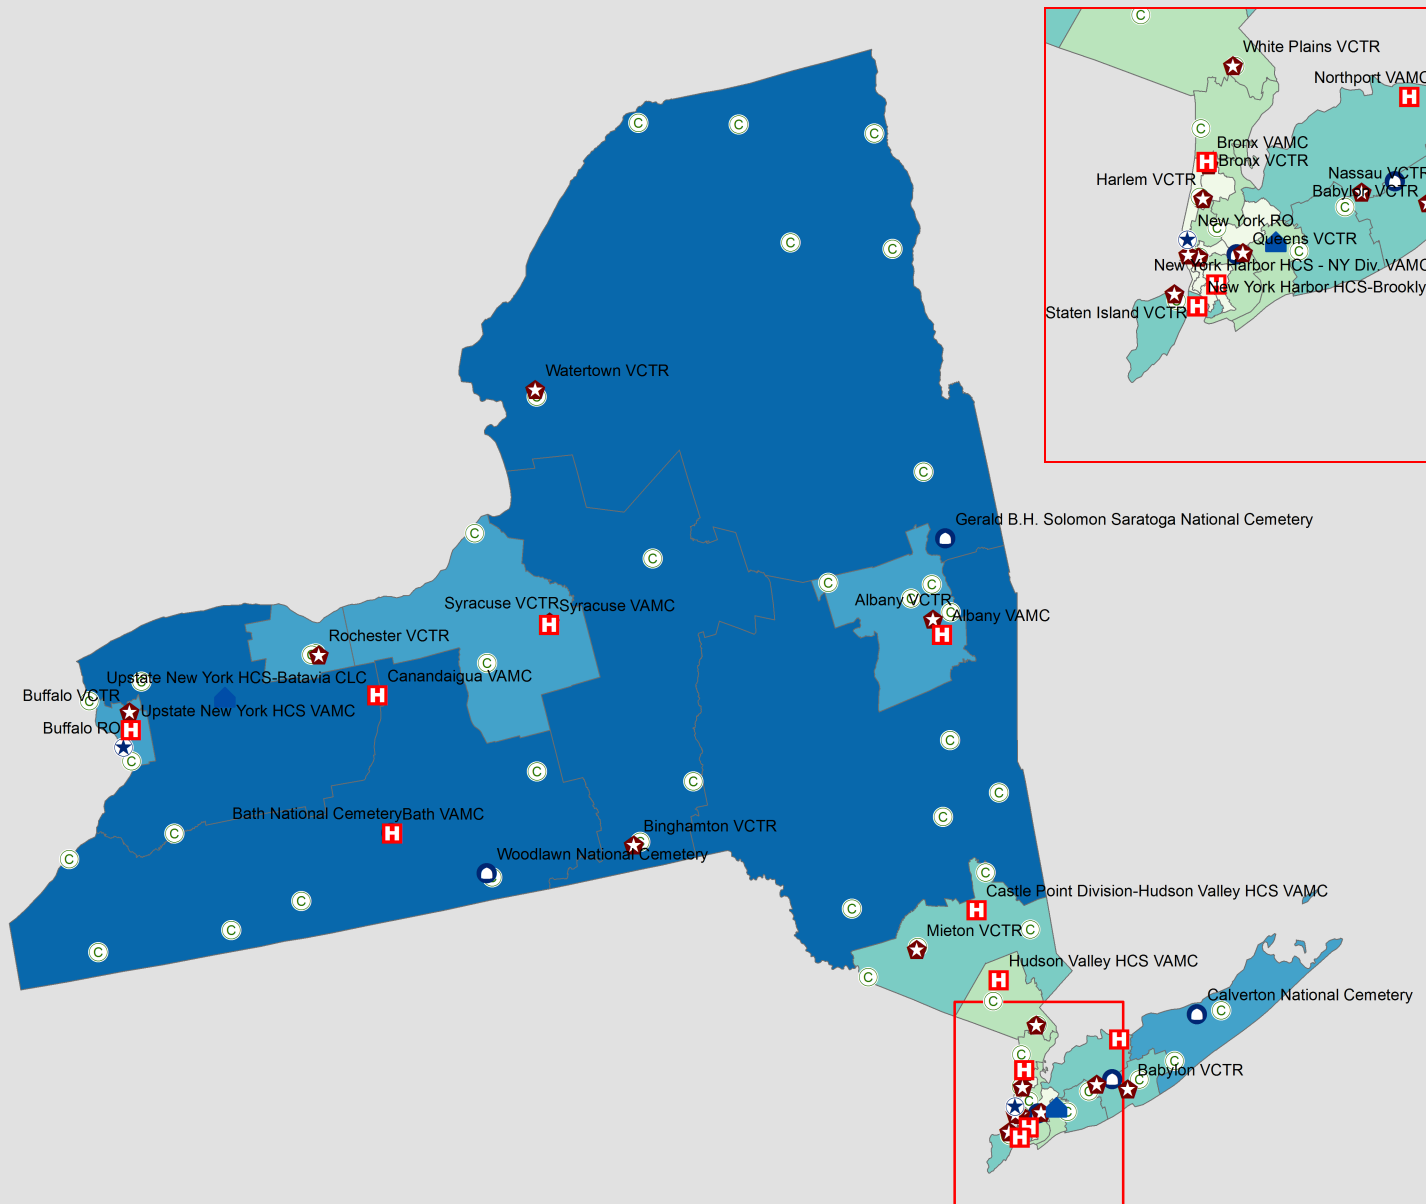 White Plains VCTR
Northport VAMC
Bronx VAMC
Bronx VCTR
Harlem VCTR
Nassau VCTR
Babylon VCTR
New York RO
Queens VCTR
New York Harbor HCS - NY Div. VAMC
New York Harbor HCS-Brookly
Staten Island VCTR
Watertown VCTR
Gerald B.H. Solomon Saratoga National Cemetery
Syracuse VCTR
Syracuse VAMC
Albany VCTR
Albany VAMC
Rochester VCTR
Upstate New York HCS-Batavia CLC
Canandaigua VAMC
Buffalo VCTR
Upstate New York HCS VAMC
Buffalo RO
Bath National Cemetery
Bath VAMC
Binghamton VCTR
Woodlawn National Cemetery
Castle Point Division-Hudson Valley HCS VAMC
Mieton VCTR
Hudson Valley HCS VAMC
Calverton National Cemetery
Babylon VCTR